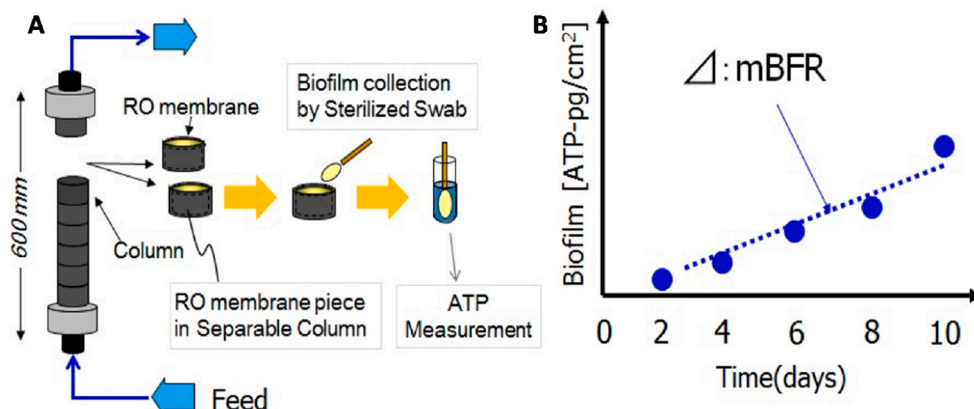 A
RO membrane
Biofilm collection
by Sterilized Swab
600 mm
Column
RO membrane piece
in Separable Column
ATP
Measurement
Feed
B
Biofilm [ATP-pg/cm²]
⊿: mBFR
0 2 4 6 8 10
Time(days)